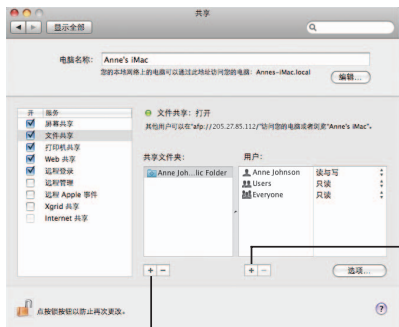 共享
显示全部
电脑名称: Anne's iMac
您的本地网络上的电脑可以通过此地址访问您的电脑: Annes-iMac.local
编辑...
开 服务
屏幕共享
文件共享
打印机共享
Web 共享
远程登录
远程管理
远程 Apple 事件
Xgrid 共享
Internet 共享
文件共享: 打开
其他用户可以在"afp://205.27.85.112/"访问您的电脑或者浏览"Anne's iMac"。
共享文件夹: 用户:
Anne Joh...lic Folder
Anne Johnson 读与写
Users 只读
Everyone 只读
+ − + −
选项...
点按锁按钮以防止再次更改。
?